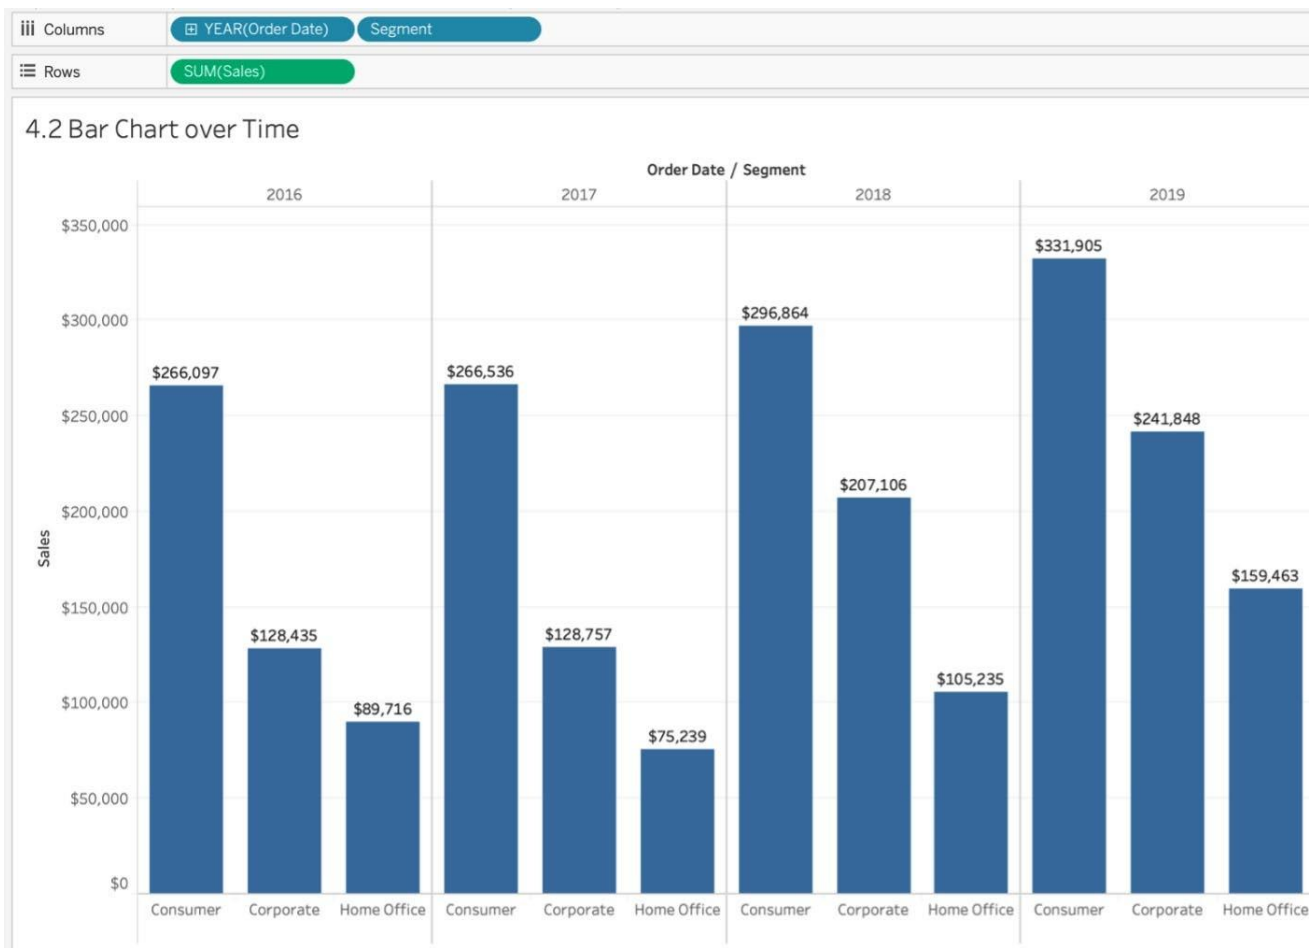 Columns YEAR(Order Date) Segment
Rows SUM(Sales)
4.2 Bar Chart over Time
Order Date / Segment
2016 2017 2018 2019
$350,000
$331,905
$300,000
$296,864
$266,097 $266,536
$250,000
$241,848
$207,106
$200,000
Sales
$159,463
$150,000
$128,435 $128,757
$105,235
$100,000
$89,716
$75,239
$50,000
$0
Consumer Corporate Home Office Consumer Corporate Home Office Consumer Corporate Home Office Consumer Corporate Home Office